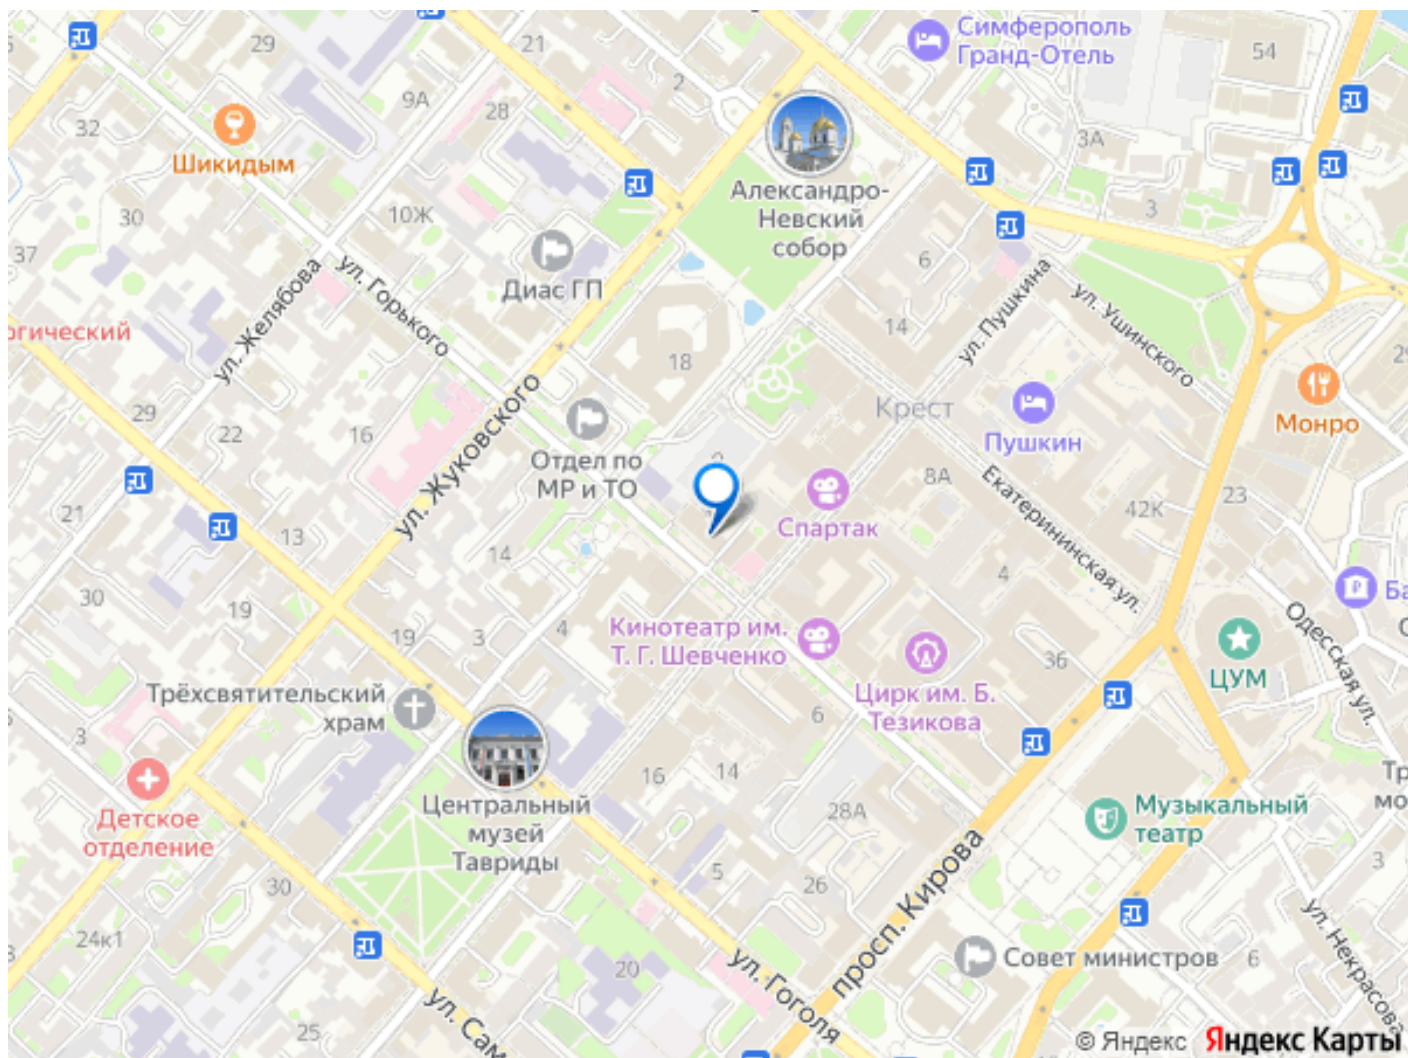 Симферополь
Гранд-Отель
29
21
54
2
9А
28
32
3А
Шикидым
Александро-
Невский
собор
30
10Ж
3
6
37
Диас ГП
ул. Желябова
ул. Горького
ул. Пушкина
ул. Ушинского
14
18
огический
29
Крест
Монро
29
22
16
ул. Жуковского
Пушкин
Отдел по
МР и ТО
8А
Екатерининская ул.
42К
23
21
13
Спартак
14
4
30
19
19
3
4
Кинотеатр им.
Т. Г. Шевченко
36
Одесская ул.
ЦУМ
Трёхсвятительский
храм
Цирк им. Б.
Тезикова
6
3
16
14
Центральный
музей
Тавриды
28А
Музыкальный
театр
Детское
отделение
5
26
30
3
просп. Кирова
24к1
20
ул. Гоголя
Совет министров
6
ул. Некрасова
25
ул. Сам
© Яндекс Яндекс Карты